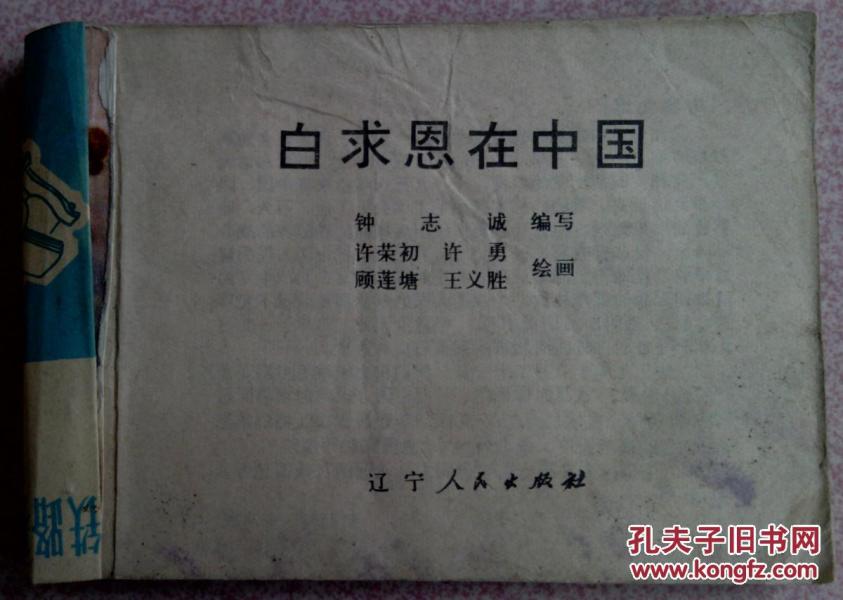 白求恩在中国
钟志诚 编写
许荣初 许勇
顾莲塘 王义胜 绘画
辽宁人民出版社
铁路
孔夫子旧书网
www.kongfz.com